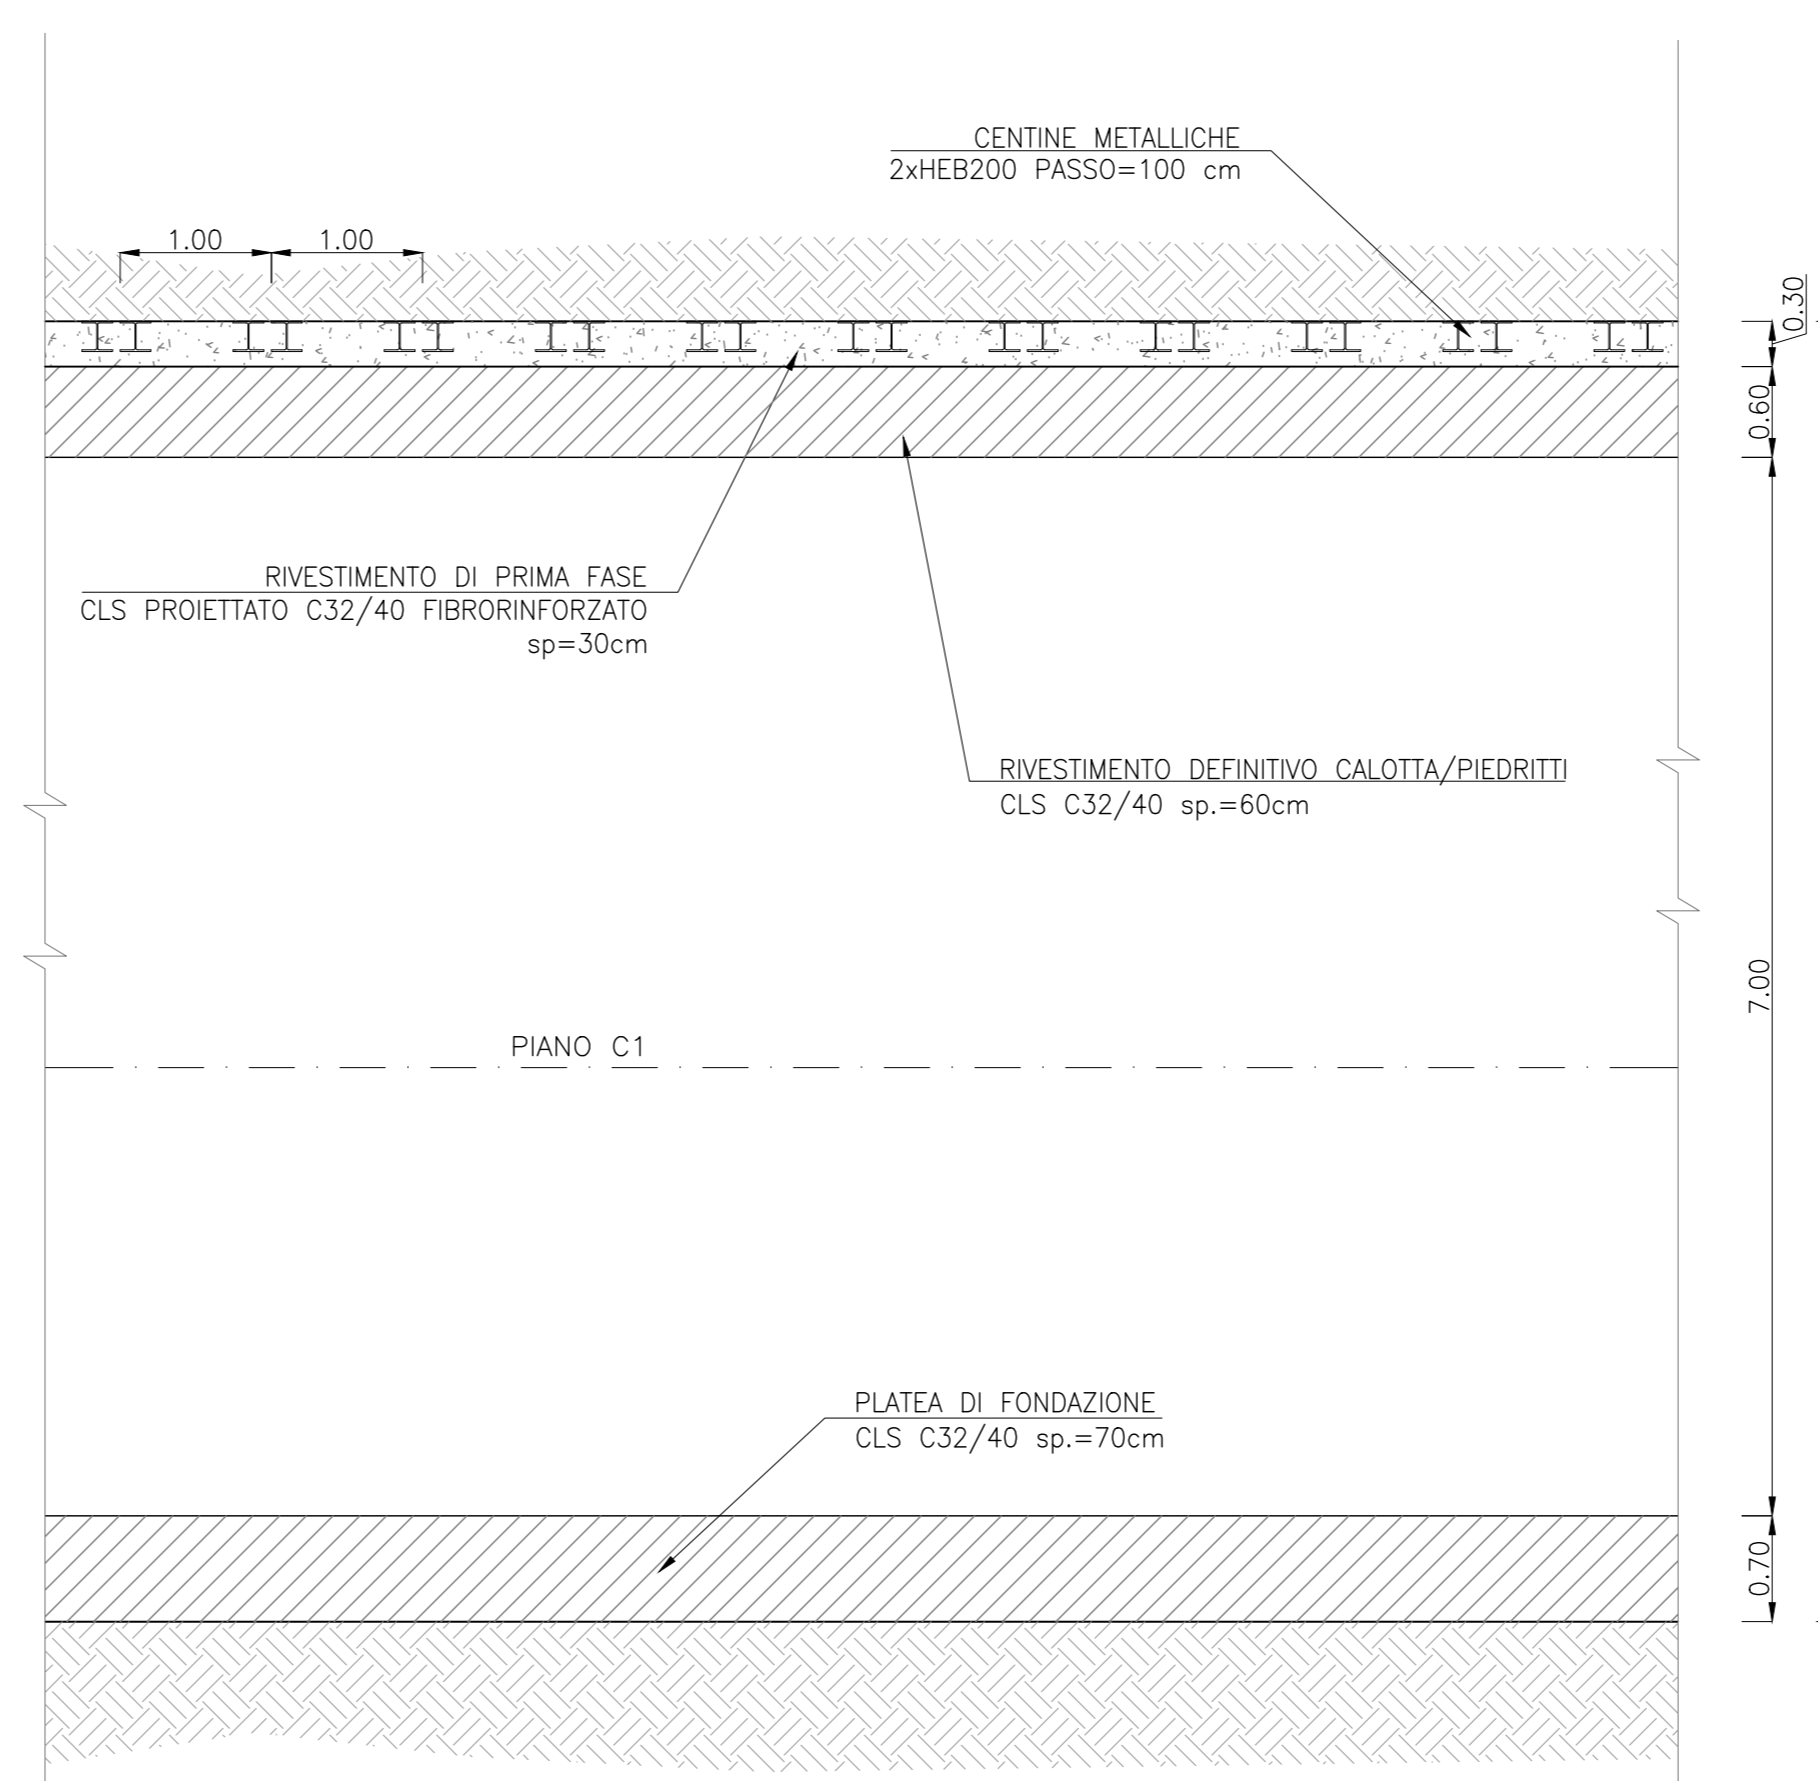 CENTINE METALLICHE
2xHEB200 PASSO=100 cm
1.00
1.00
0.30
0.60
RIVESTIMENTO DI PRIMA FASE
CLS PROIETTATO C32/40 FIBRORINFORZATO
sp=30cm
RIVESTIMENTO DEFINITIVO CALOTTA/PIEDRITTI
CLS C32/40 sp.=60cm
7.00
PIANO C1
PLATEA DI FONDAZIONE
CLS C32/40 sp.=70cm
0.70